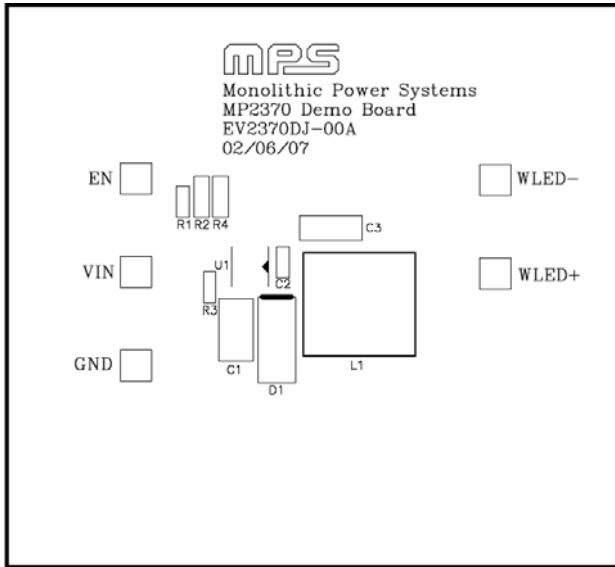 MPS
Monolithic Power Systems
MP2370 Demo Board
EV2370DJ-00A
02/06/07
EN
WLED-
R1 R2 R4
C3
VIN
U1
C2
WLED+
R3
GND
C1
D1
L1